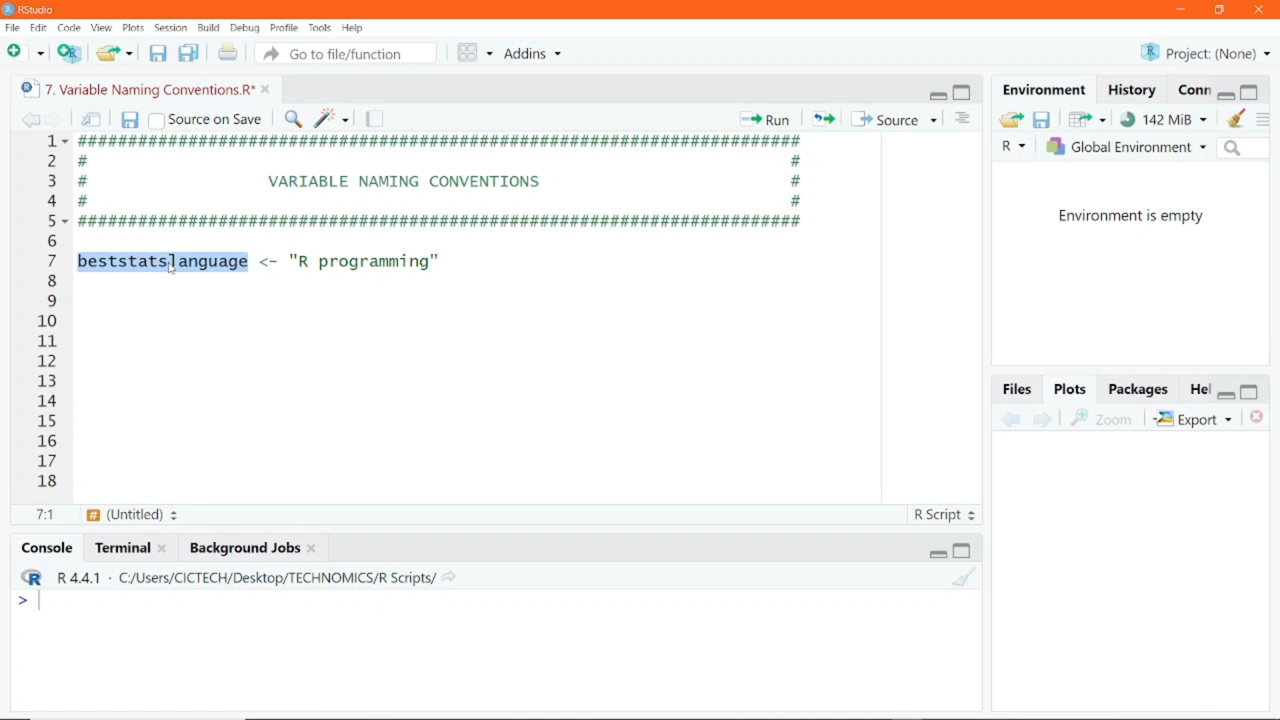 RStudio
File Edit Code View Plots Session Build Debug Profile Tools Help
Go to file/function Addins Project: (None)
7. Variable Naming Conventions.R*
Source on Save Run Source
1 ########################################################################
2 # #
3 # VARIABLE NAMING CONVENTIONS #
4 # #
5 ########################################################################
6
7 beststatslanguage <- "R programming"
8
9
10
11
12
13
14
15
16
17
18
7:1 # (Untitled) R Script
Console Terminal Background Jobs
R 4.4.1 · C:/Users/CICTECH/Desktop/TECHNOMICS/R Scripts/
>
Environment History Conn
142 MiB
R Global Environment
Environment is empty
Files Plots Packages Hel
Zoom Export